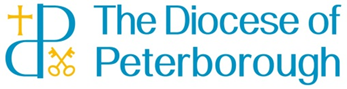 The Diocese of
Peterborough